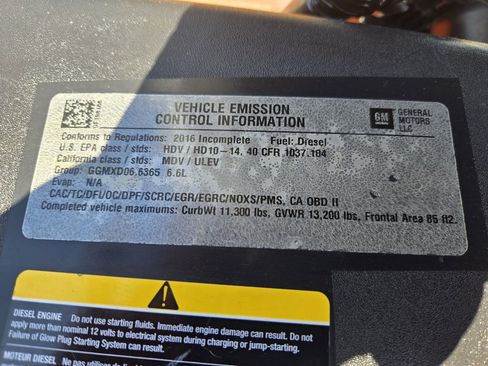 VEHICLE EMISSION
CONTROL INFORMATION
GM
GENERAL
MOTORS
LLC
Conforms to Regulations: 2016 Incomplete Fuel: Diesel
U.S. EPA class / stds: HDV / HD10-14, 40 CFR 1037.104
California class / stds: MDV / ULEV
Group: GGMXD06.6365 6.6L
Evap: N/A
CAC/TC/DFI/OC/DPF/SCRC/EGR/EGRC/NOXS/PMS, CA OBD II
Completed vehicle maximums: CurbWt 11,300 lbs, GVWR 13,200 lbs, Frontal Area 85 ft2.
DIESEL ENGINE Do not use starting fluids. Immediate engine damage can result. Do not
apply more than nominal 12 volts to electrical system during charging or jump-starting.
Failure of Glow Plug Starting System can result.
MOTEUR DIESEL Ne pas utiliser de